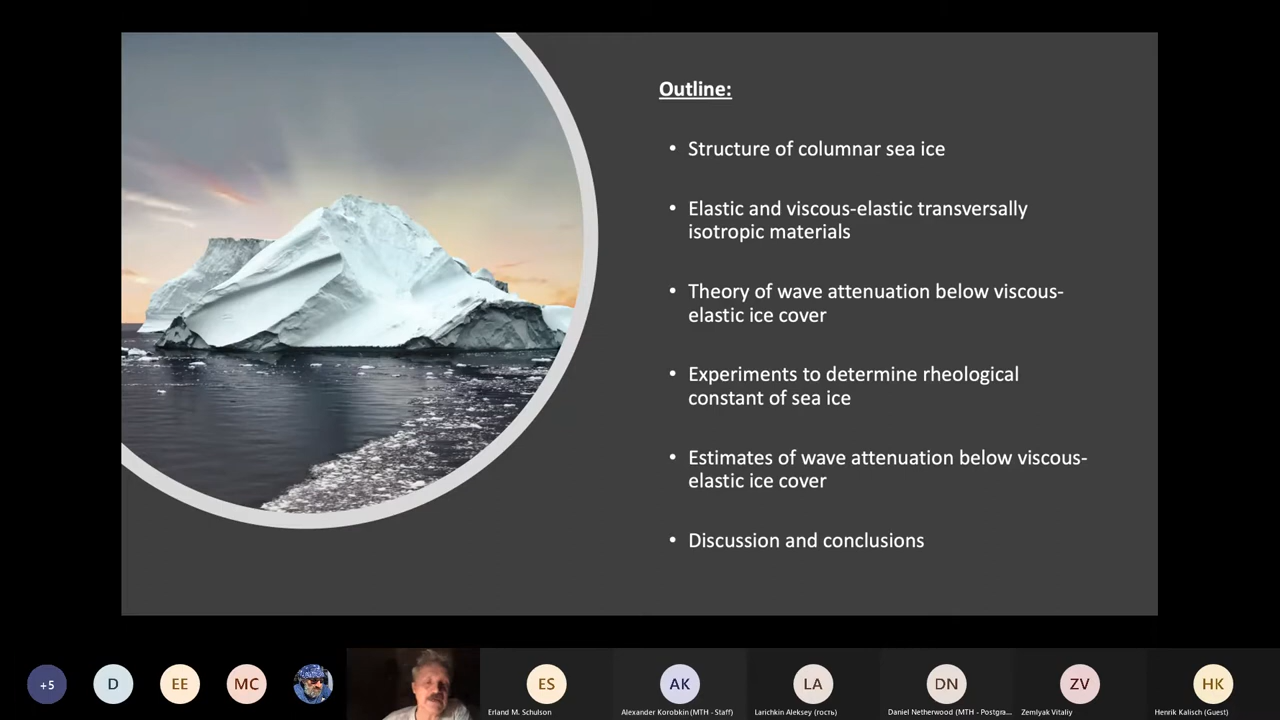 Outline:
• Structure of columnar sea ice
• Elastic and viscous-elastic transversally
isotropic materials
• Theory of wave attenuation below viscous-
elastic ice cover
• Experiments to determine rheological
constant of sea ice
• Estimates of wave attenuation below viscous-
elastic ice cover
• Discussion and conclusions
+5
D
EE
MC
ES
AK
LA
DN
ZV
HK
Erland M. Schulson
Alexander Korobkin (MTH - Staff)
Larichkin Aleksey (гость)
Daniel Netherwood (MTH - Postgra...
Zemlyak Vitaliy
Henrik Kalisch (Guest)